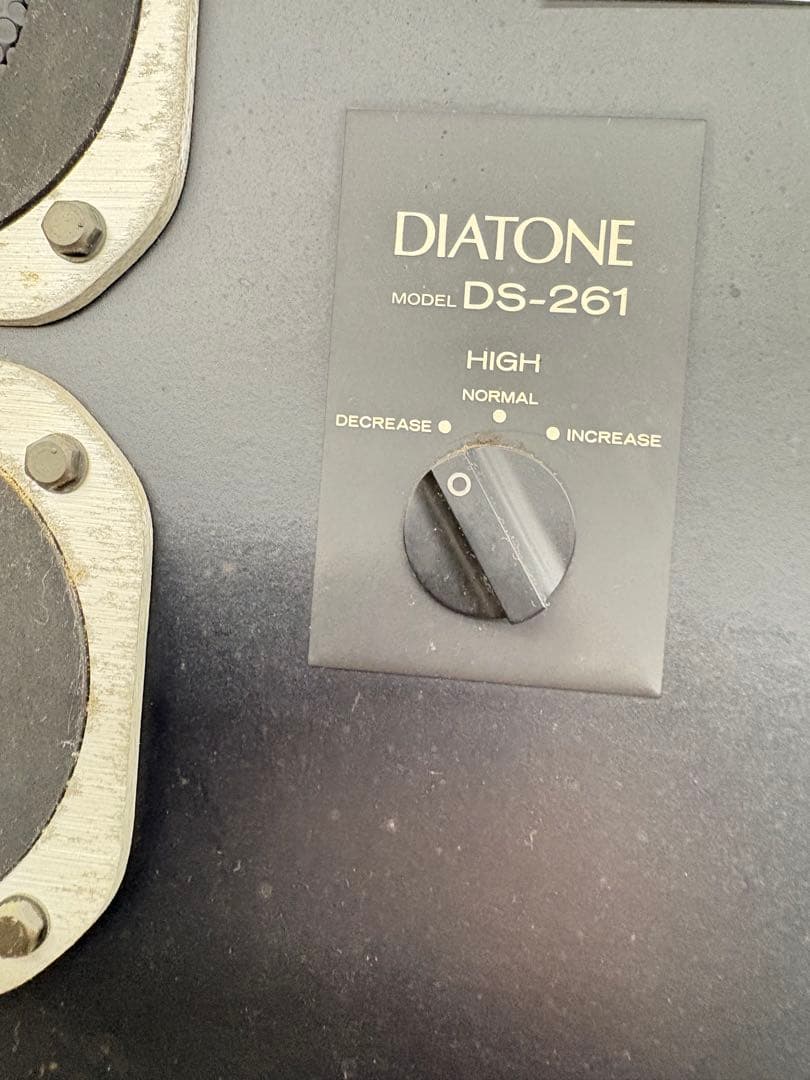 DIATONE
MODEL DS-261
HIGH
NORMAL
DECREASE
INCREASE